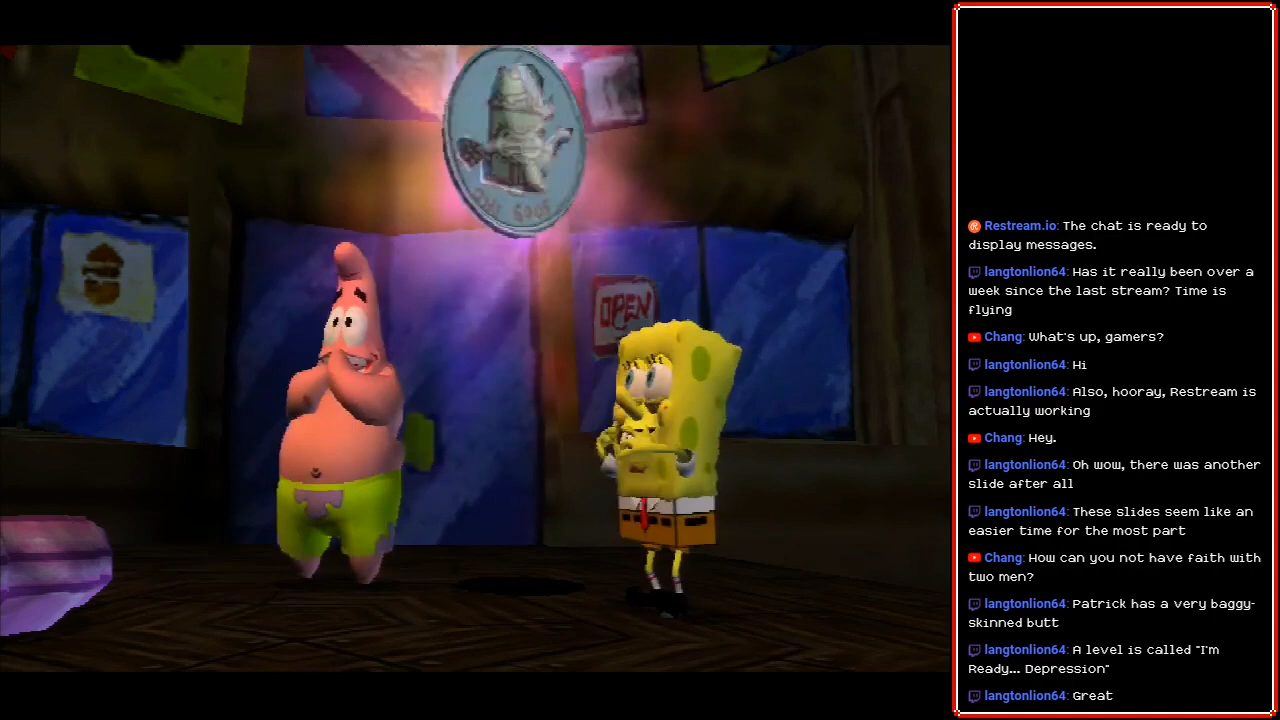 OPEN
Restream.io: The chat is ready to
display messages.
langtonlion64: Has it really been over a
week since the last stream? Time is
flying
Chang: What's up, gamers?
langtonlion64: Hi
langtonlion64: Also, hooray, Restream is
actually working
Chang: Hey.
langtonlion64: Oh wow, there was another
slide after all
langtonlion64: These slides seem like an
easier time for the most part
Chang: How can you not have faith with
two men?
langtonlion64: Patrick has a very baggy-
skinned butt
langtonlion64: A level is called "I'm
Ready... Depression"
langtonlion64: Great